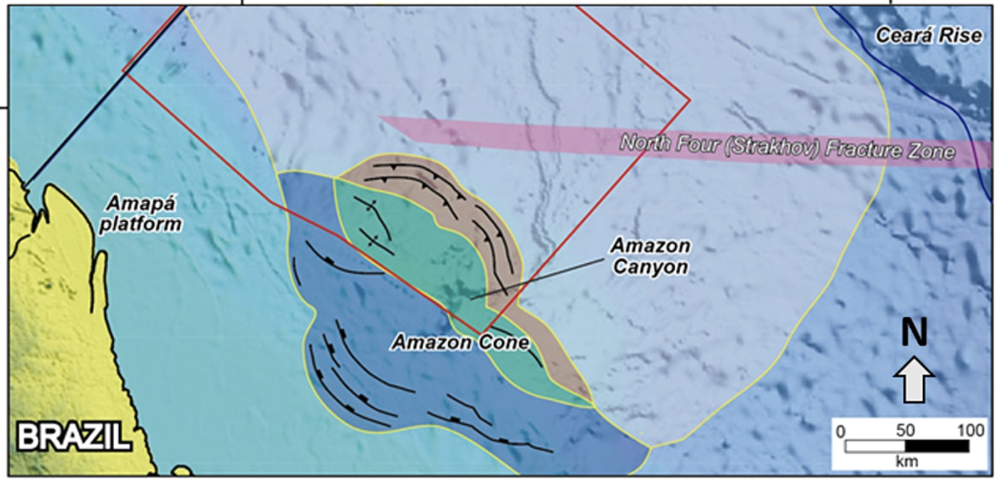 Ceará Rise
North Four (Strakhov) Fracture Zone
Amapá
platform
Amazon
Canyon
Amazon Cone
N
BRAZIL
0 50 100
km